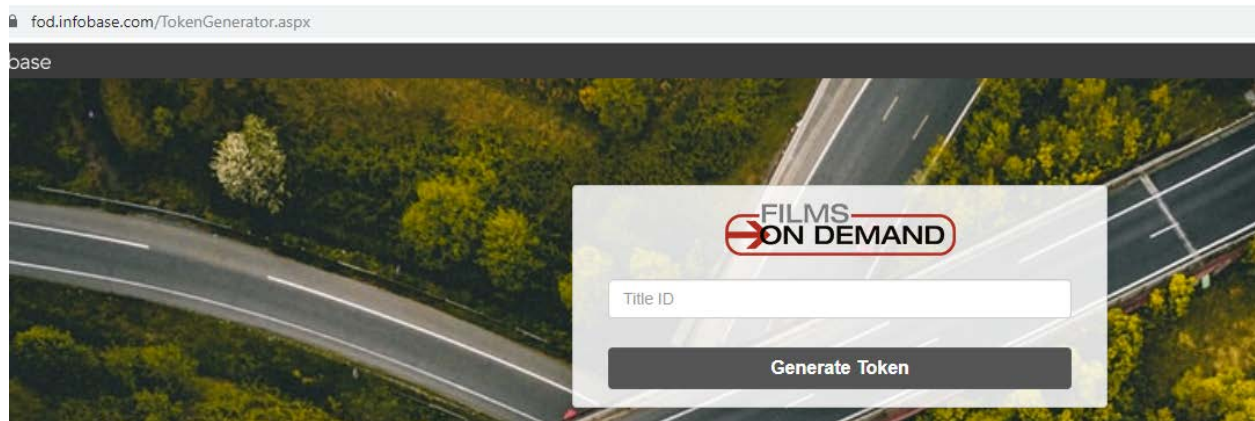 fod.infobase.com/TokenGenerator.aspx
base
FILMS
ON DEMAND
Title ID
Generate Token